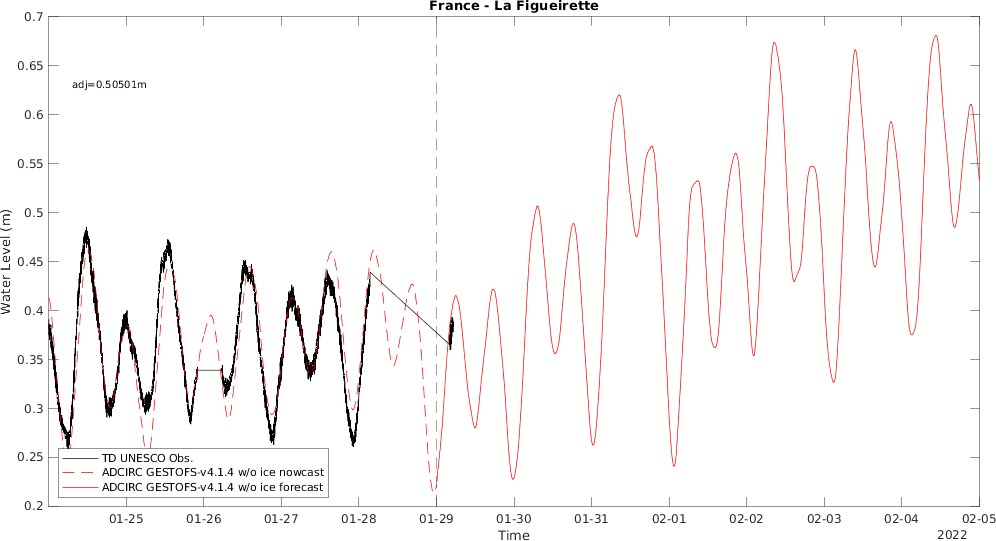 France - La Figueirette
0.7
0.65
0.6
0.55
0.5
0.45
0.4
0.35
0.3
0.25
0.2
Water Level (m)
adj=0.50501m
TD UNESCO Obs.
ADCIRC GESTOFS-v4.1.4 w/o ice nowcast
ADCIRC GESTOFS-v4.1.4 w/o ice forecast
01-25 01-26 01-27 01-28 01-29 01-30 01-31 02-01 02-02 02-03 02-04 02-05
Time
2022